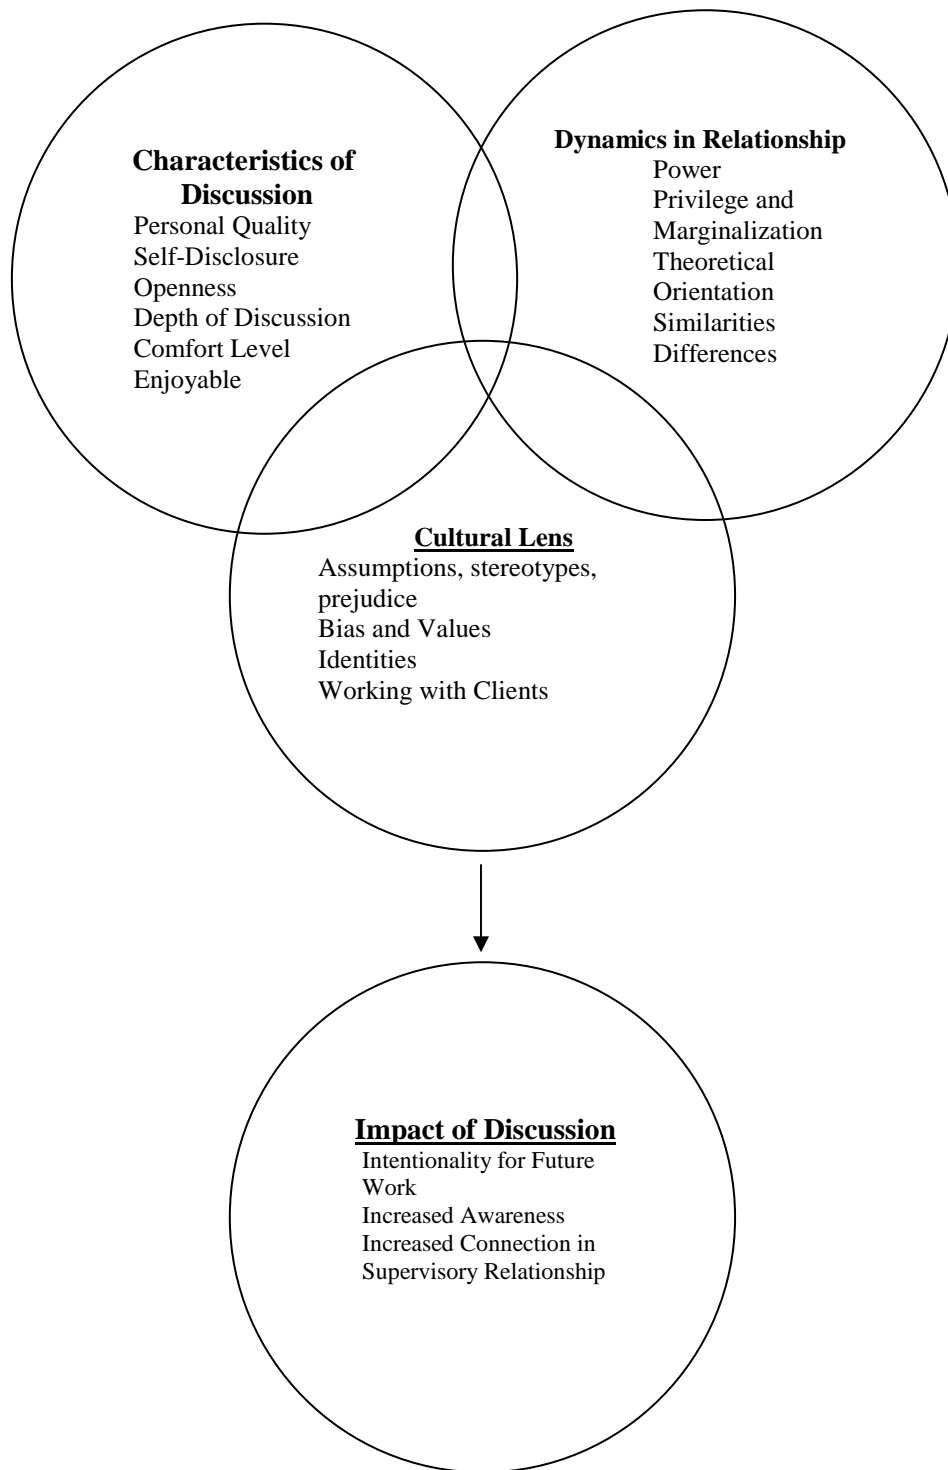 Characteristics of
Discussion
Personal Quality
Self-Disclosure
Openness
Depth of Discussion
Comfort Level
Enjoyable
Dynamics in Relationship
Power
Privilege and
Marginalization
Theoretical
Orientation
Similarities
Differences
Cultural Lens
Assumptions, stereotypes,
prejudice
Bias and Values
Identities
Working with Clients
Impact of Discussion
Intentionality for Future
Work
Increased Awareness
Increased Connection in
Supervisory Relationship